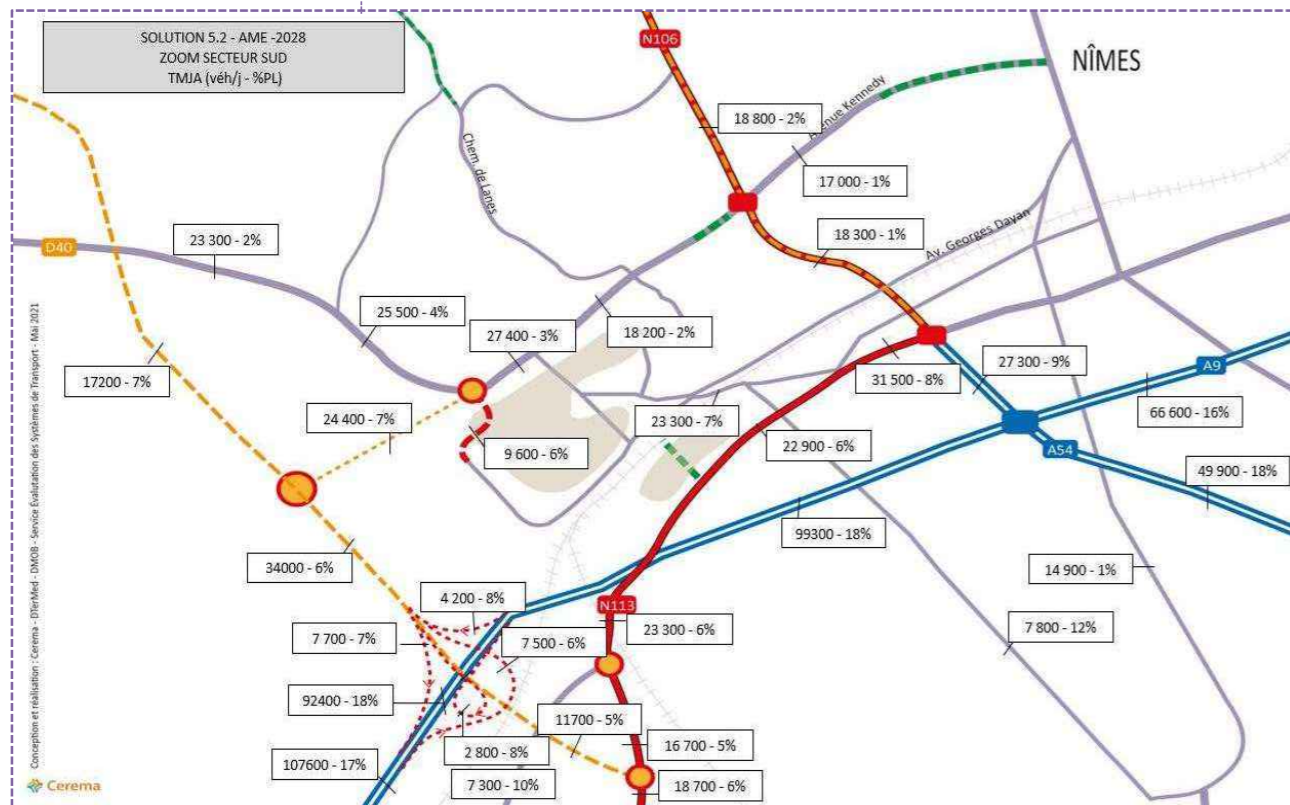 SOLUTION 5.2 - AME -2028
ZOOM SECTEUR SUD
TMJA (véh/j - %PL)
N106
NÎMES
18 800 - 2%
Avenue Kennedy
17 000 - 1%
Chem. de Lanes
D40
23 300 - 2%
18 300 - 1%
Av. Georges Dayan
25 500 - 4%
27 400 - 3%
18 200 - 2%
17200 - 7%
31 500 - 8%
27 300 - 9%
A9
66 600 - 16%
24 400 - 7%
23 300 - 7%
9 600 - 6%
22 900 - 6%
A54
49 900 - 18%
99300 - 18%
34000 - 6%
14 900 - 1%
4 200 - 8%
N113
23 300 - 6%
7 700 - 7%
7 500 - 6%
7 800 - 12%
92400 - 18%
11700 - 5%
2 800 - 8%
16 700 - 5%
107600 - 17%
7 300 - 10%
18 700 - 6%
Conception et réalisation : Cerema - DTerMed - DMOB - Service Évalutation des Systèmes de Transport - Mai 2021
Cerema